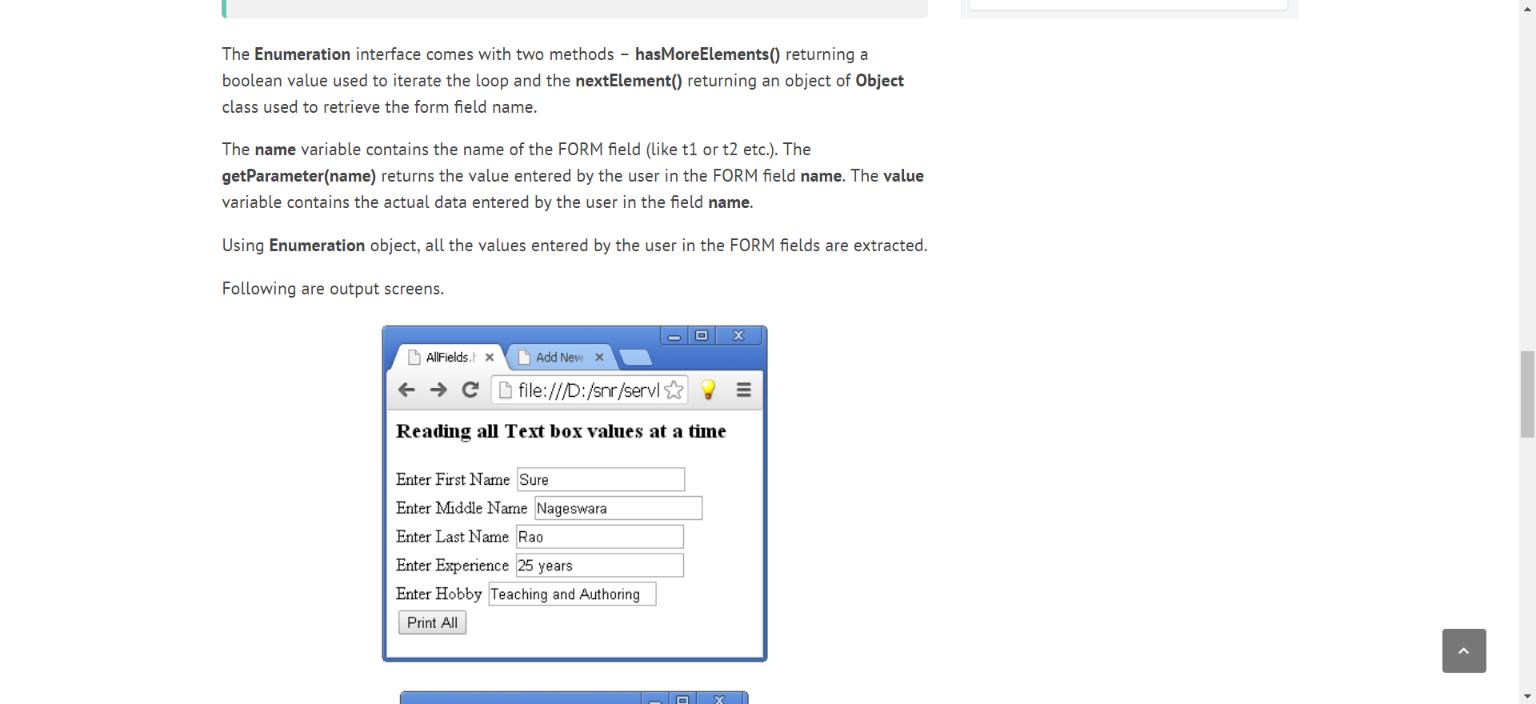 The Enumeration interface comes with two methods – hasMoreElements() returning a
boolean value used to iterate the loop and the nextElement() returning an object of Object
class used to retrieve the form field name.
The name variable contains the name of the FORM field (like t1 or t2 etc.). The
getParameter(name) returns the value entered by the user in the FORM field name. The value
variable contains the actual data entered by the user in the field name.
Using Enumeration object, all the values entered by the user in the FORM fields are extracted.
Following are output screens.
AllFields.h Add New
file:///D:/snr/servl
Reading all Text box values at a time
Enter First Name Sure
Enter Middle Name Nageswara
Enter Last Name Rao
Enter Experience 25 years
Enter Hobby Teaching and Authoring
Print All